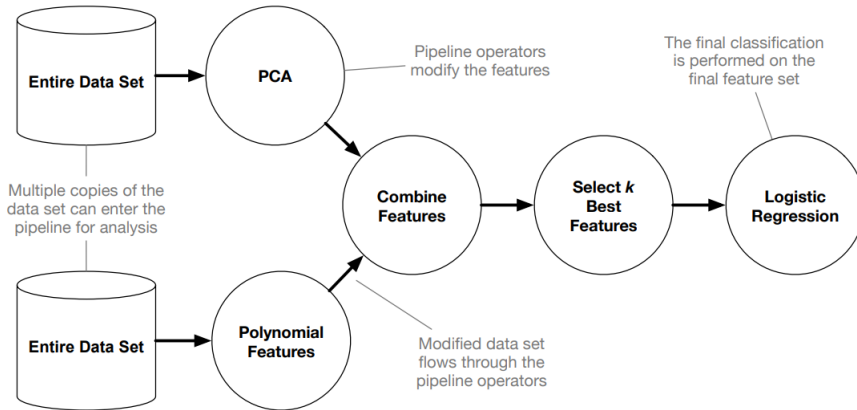 Entire Data Set
PCA
Pipeline operators
modify the features
The final classification
is performed on the
final feature set
Multiple copies of the
data set can enter the
pipeline for analysis
Combine
Features
Select k
Best
Features
Logistic
Regression
Entire Data Set
Polynomial
Features
Modified data set
flows through the
pipeline operators